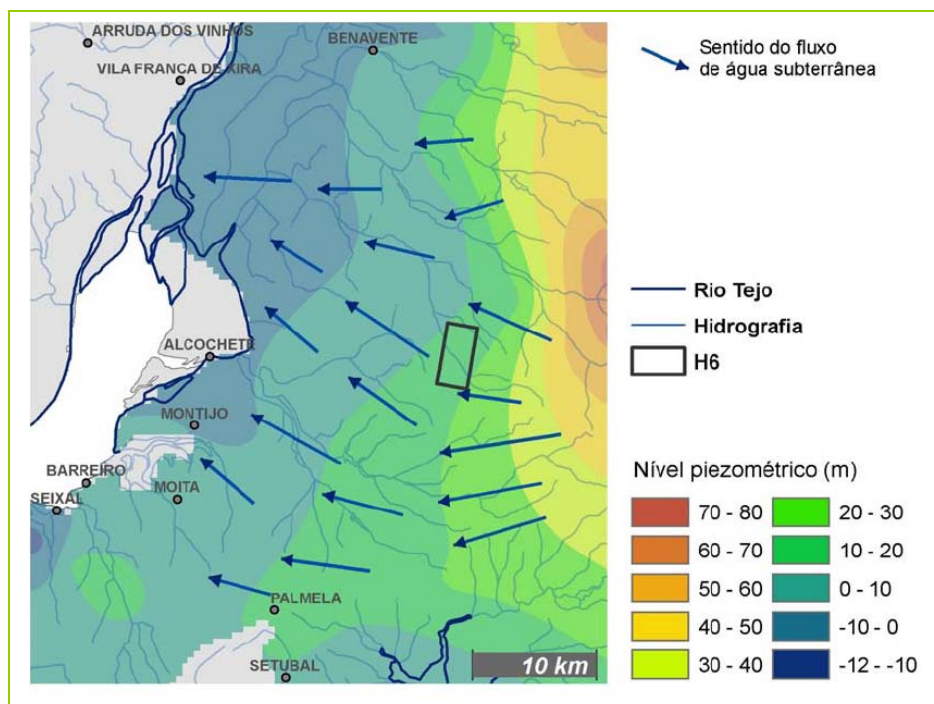 ARRUDA DOS VINHOS
BENAVENTE
VILA FRANCA DE XIRA
ALCOCHETE
MONTIJO
BARREIRO
SEIXAL
MOITA
PALMELA
SETUBAL
10 km
Sentido do fluxo
de água subterrânea
Rio Tejo
Hidrografia
H6
Nível piezométrico (m)
70 - 80
20 - 30
60 - 70
10 - 20
50 - 60
0 - 10
40 - 50
-10 - 0
30 - 40
-12 - -10